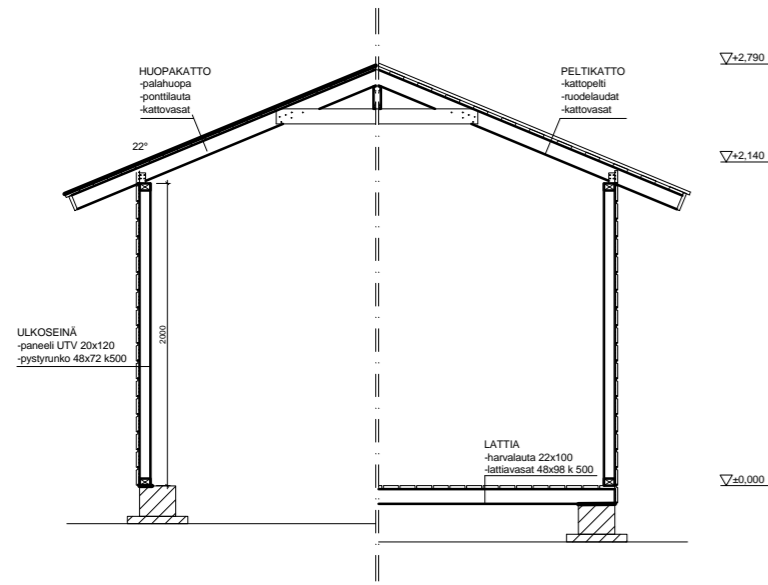 HUOPAKATTO
-palahuopa
-ponttilauta
-kattovasat
PELTIKATTO
-kattopelti
-ruodelaudat
-kattovasat
+2,790
22°
+2,140
2000
ULKOSEINÄ
-paneeli UTV 20x120
-pystyrunko 48x72 k500
LATTIA
-harvalauta 22x100
-lattiavasat 48x98 k 500
±0,000